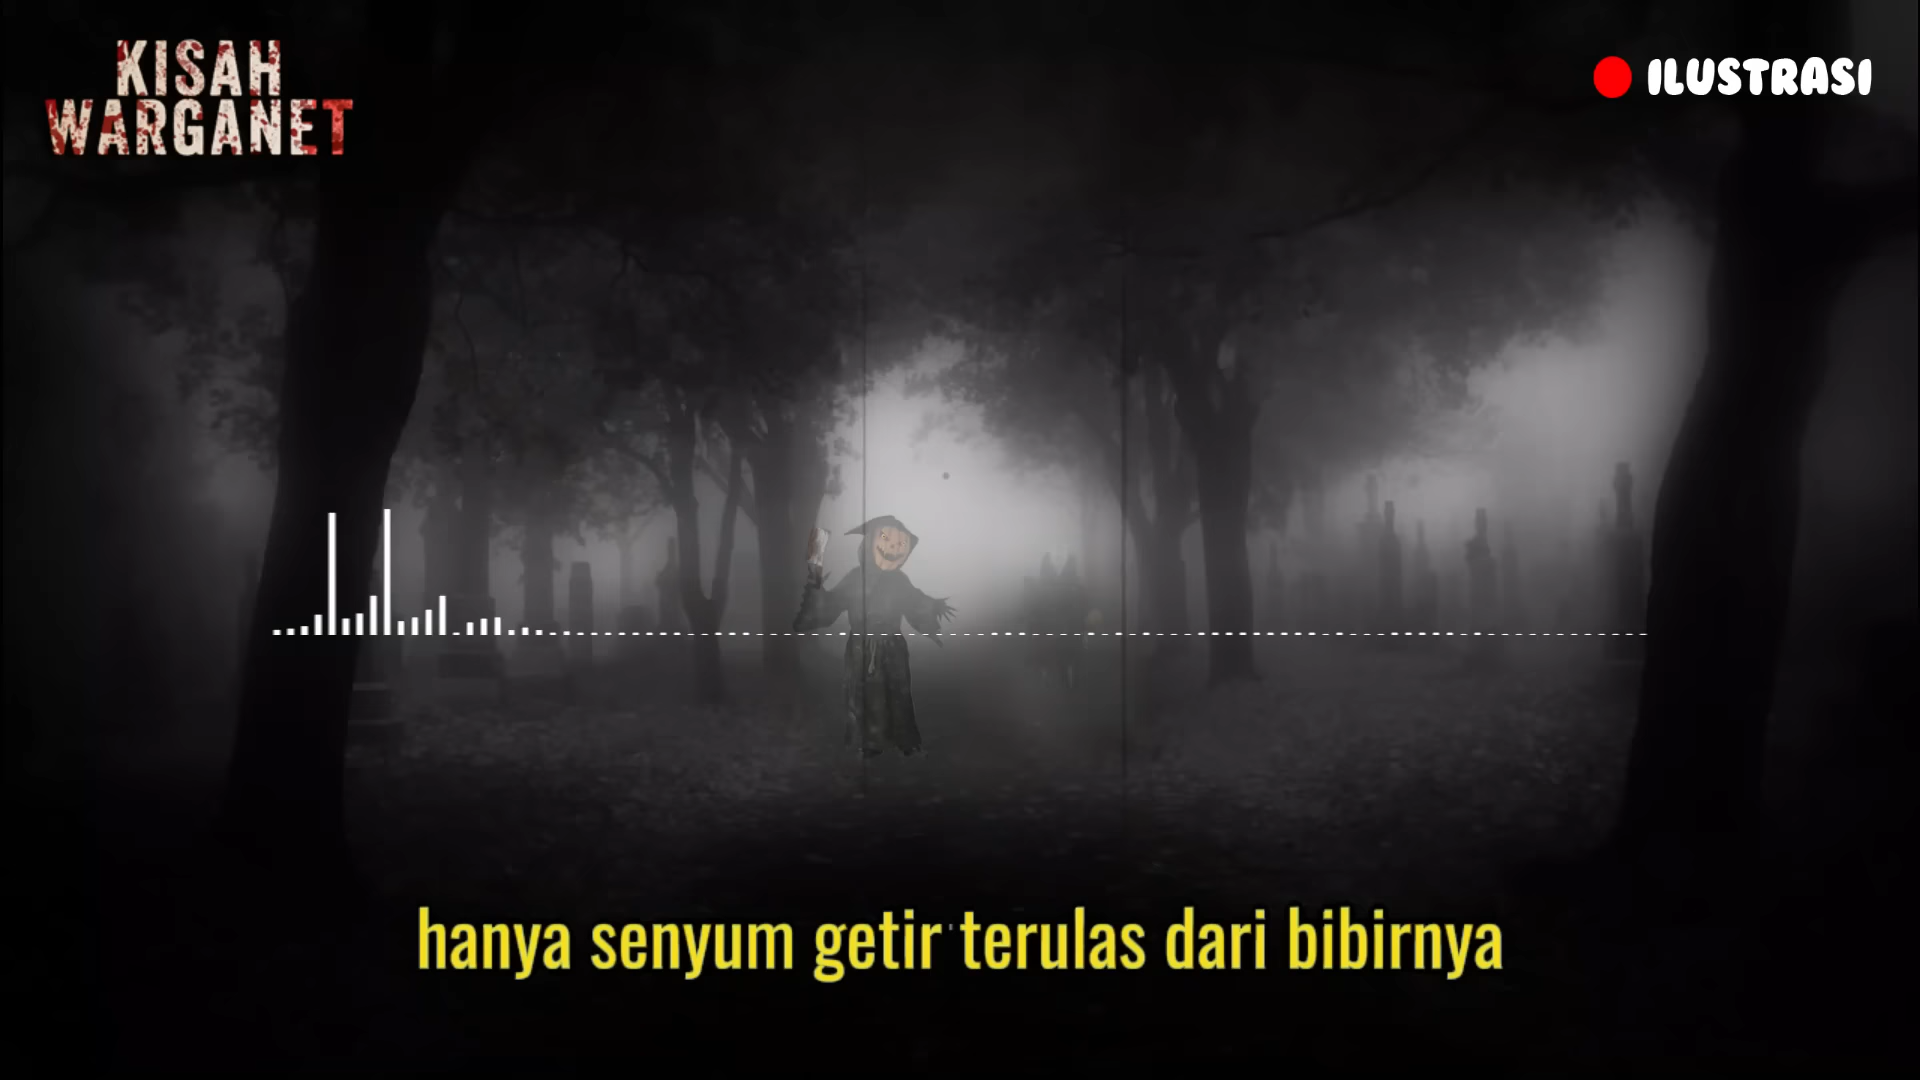 KISAH
WARGANET
ILUSTRASI
hanya senyum getir terulas dari bibirnya